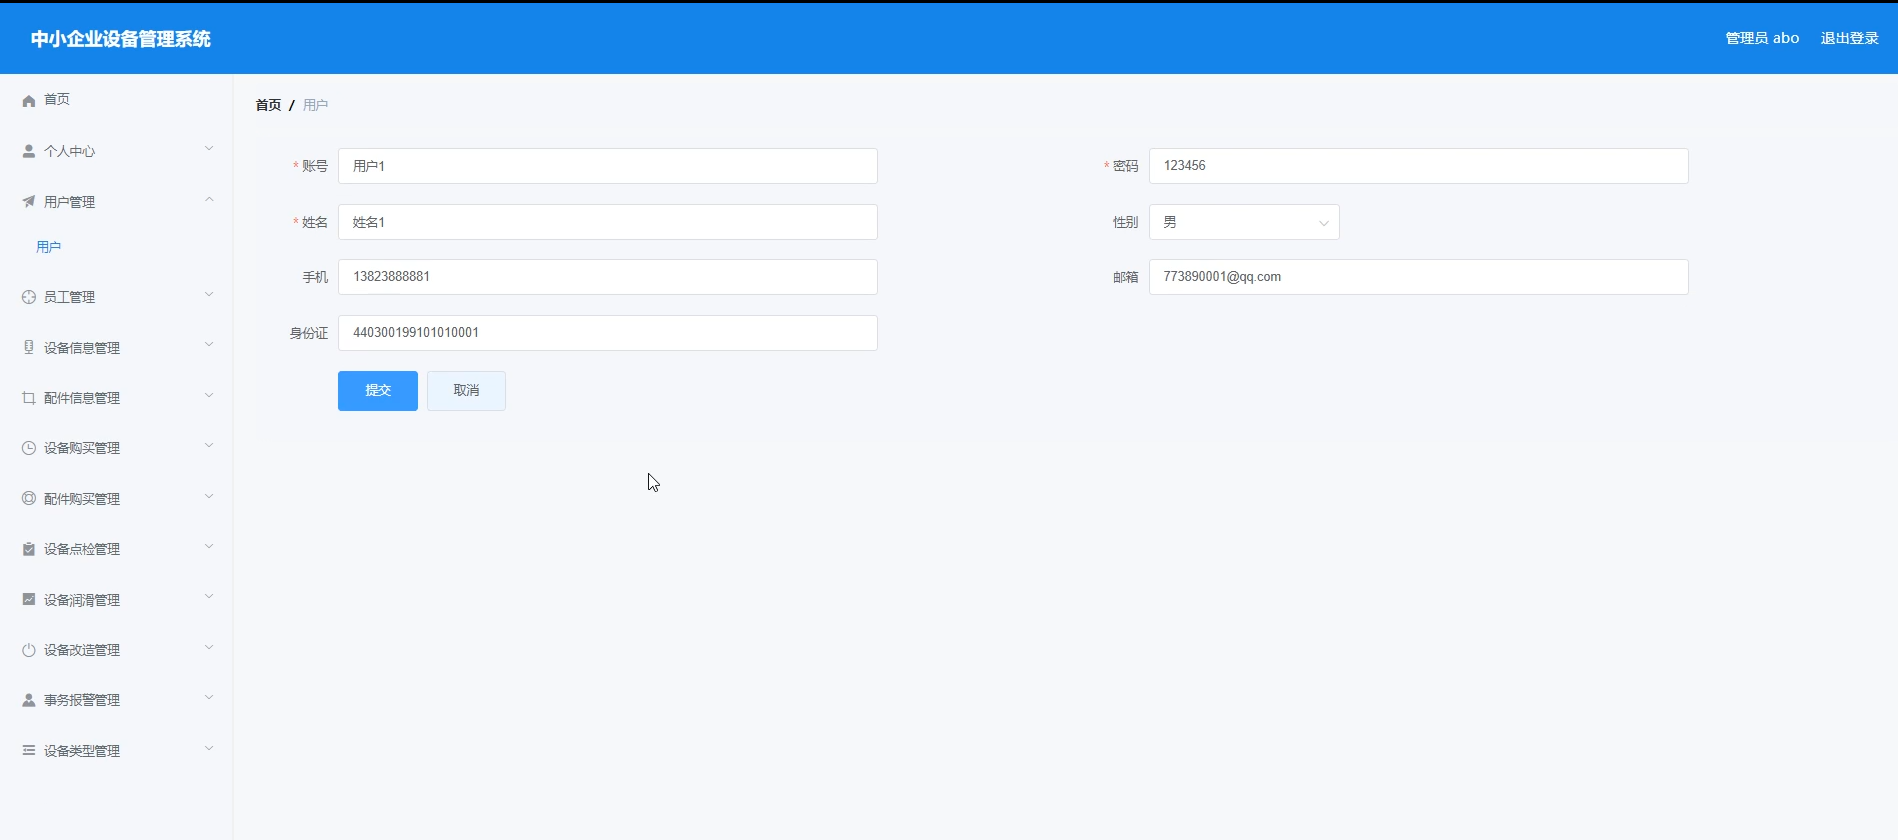 中小企业设备管理系统
管理员 abo 退出登录
首页
个人中心
用户管理
用户
员工管理
设备信息管理
配件信息管理
设备购买管理
配件购买管理
设备点检管理
设备润滑管理
设备改造管理
事务报警管理
设备类型管理
首页 / 用户
* 账号 用户1
* 密码 123456
* 姓名 姓名1
性别 男
手机 13823888881
邮箱 773890001@qq.com
身份证 440300199101010001
提交 取消